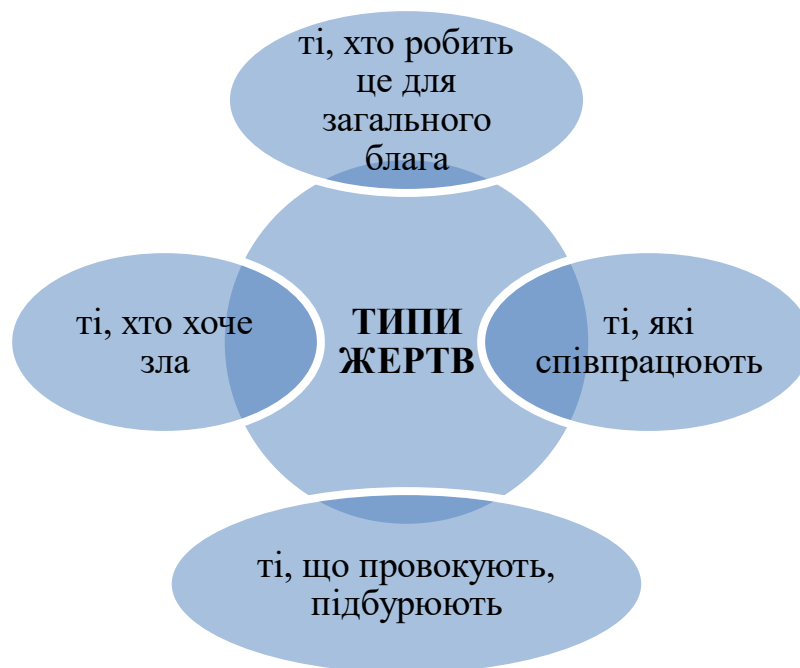 ті, хто робить
це для
загального
блага
ті, хто хоче
зла
ТИПИ
ЖЕРТВ
ті, які
співпрацюють
ті, що провокують,
підбурюють